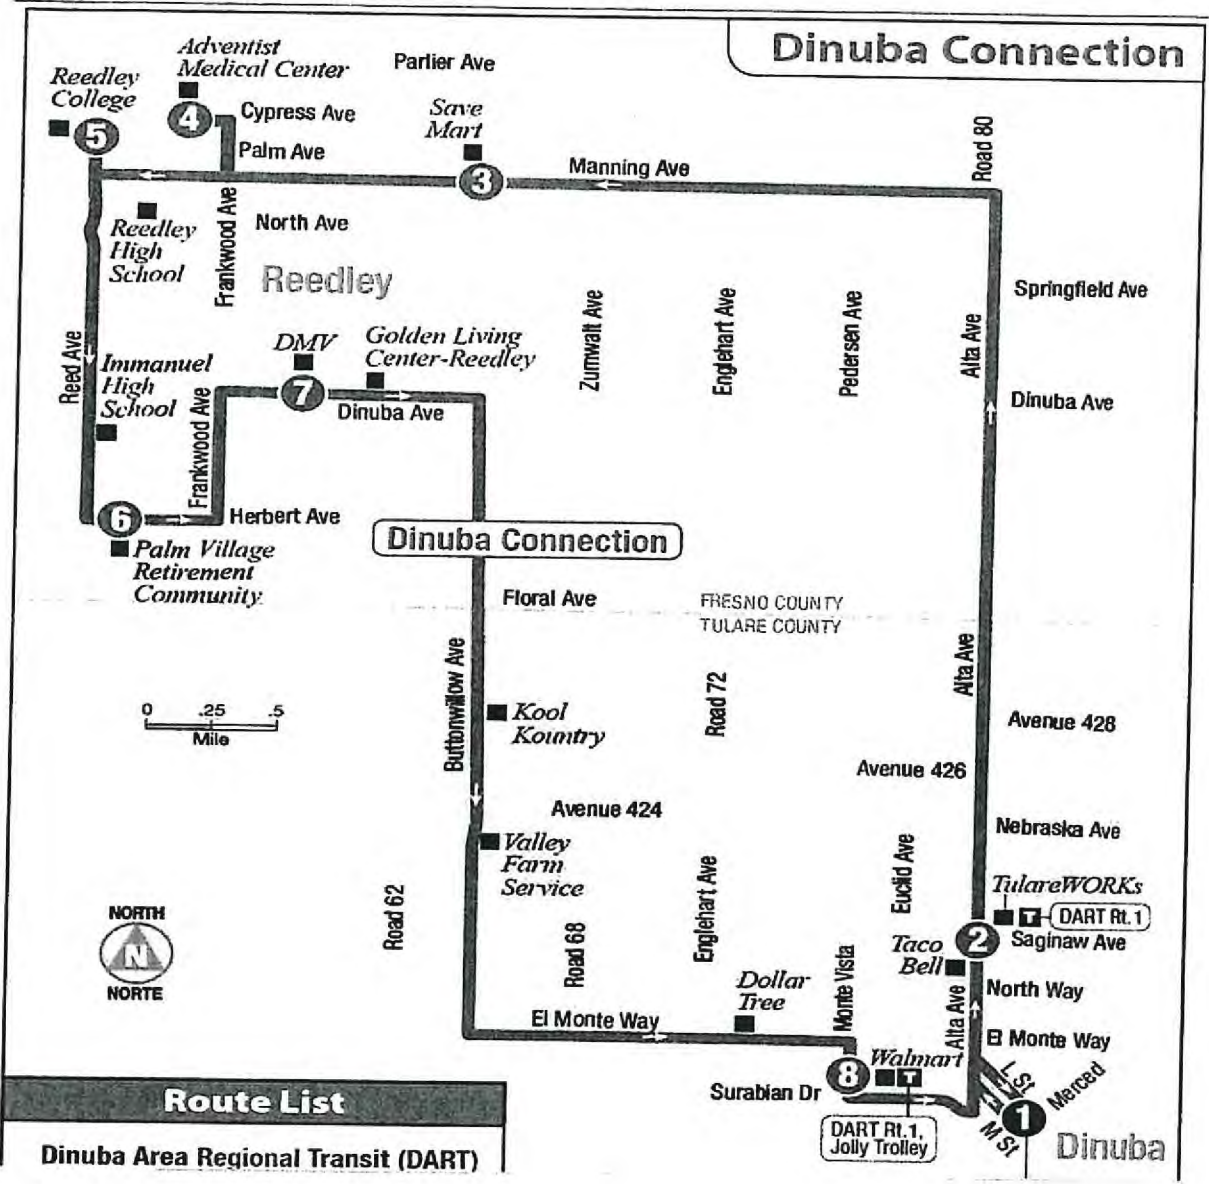 Dinuba Connection
Adventist
Medical Center
Parlier Ave
Reedley
College
Save
Mart
4
Cypress Ave
5
Palm Ave
3
Manning Ave
Road 80
Reedley
High
School
Frankwood Ave
North Ave
Reedley
Springfield Ave
Zumwalt Ave
Englehart Ave
Pedersen Ave
Alta Ave
Reed Ave
DMV
Golden Living
Center-Reedley
Immanuel
High
School
7
Dinuba Ave
Dinuba Ave
Frankwood Ave
6
Herbert Ave
Dinuba Connection
Palm Village
Retirement
Community
Floral Ave
FRESNO COUNTY
TULARE COUNTY
Buttonwillow Ave
Road 72
Alta Ave
0 .25 .5
Mile
Kool
Kountry
Avenue 428
Avenue 426
Avenue 424
Nebraska Ave
Valley
Farm
Service
Euclid Ave
TulareWORKs
T
DART Rt. 1
Road 62
Road 68
Englehart Ave
2
Saginaw Ave
Taco
Bell
NORTH
N
NORTE
Dollar
Tree
Monte Vista
Alta Ave
North Way
El Monte Way
El Monte Way
Walmart
8
T
L St
Merced
Surabian Dr
1
M St
DART Rt.1,
Jolly Trolley
Dinuba
Route List
Dinuba Area Regional Transit (DART)